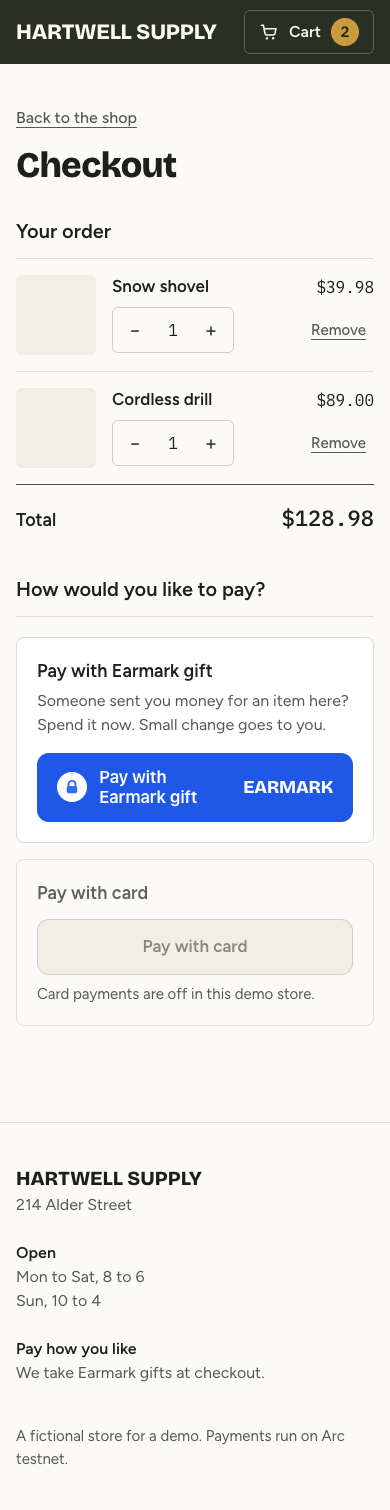 HARTWELL SUPPLY
Cart 2
Back to the shop
Checkout
Your order
Snow shovel $39.98
− 1 + Remove
Cordless drill $89.00
− 1 + Remove
Total $128.98
How would you like to pay?
Pay with Earmark gift
Someone sent you money for an item here?
Spend it now. Small change goes to you.
Pay with
Earmark gift
EARMARK
Pay with card
Pay with card
Card payments are off in this demo store.
HARTWELL SUPPLY
214 Alder Street
Open
Mon to Sat, 8 to 6
Sun, 10 to 4
Pay how you like
We take Earmark gifts at checkout.
A fictional store for a demo. Payments run on Arc
testnet.